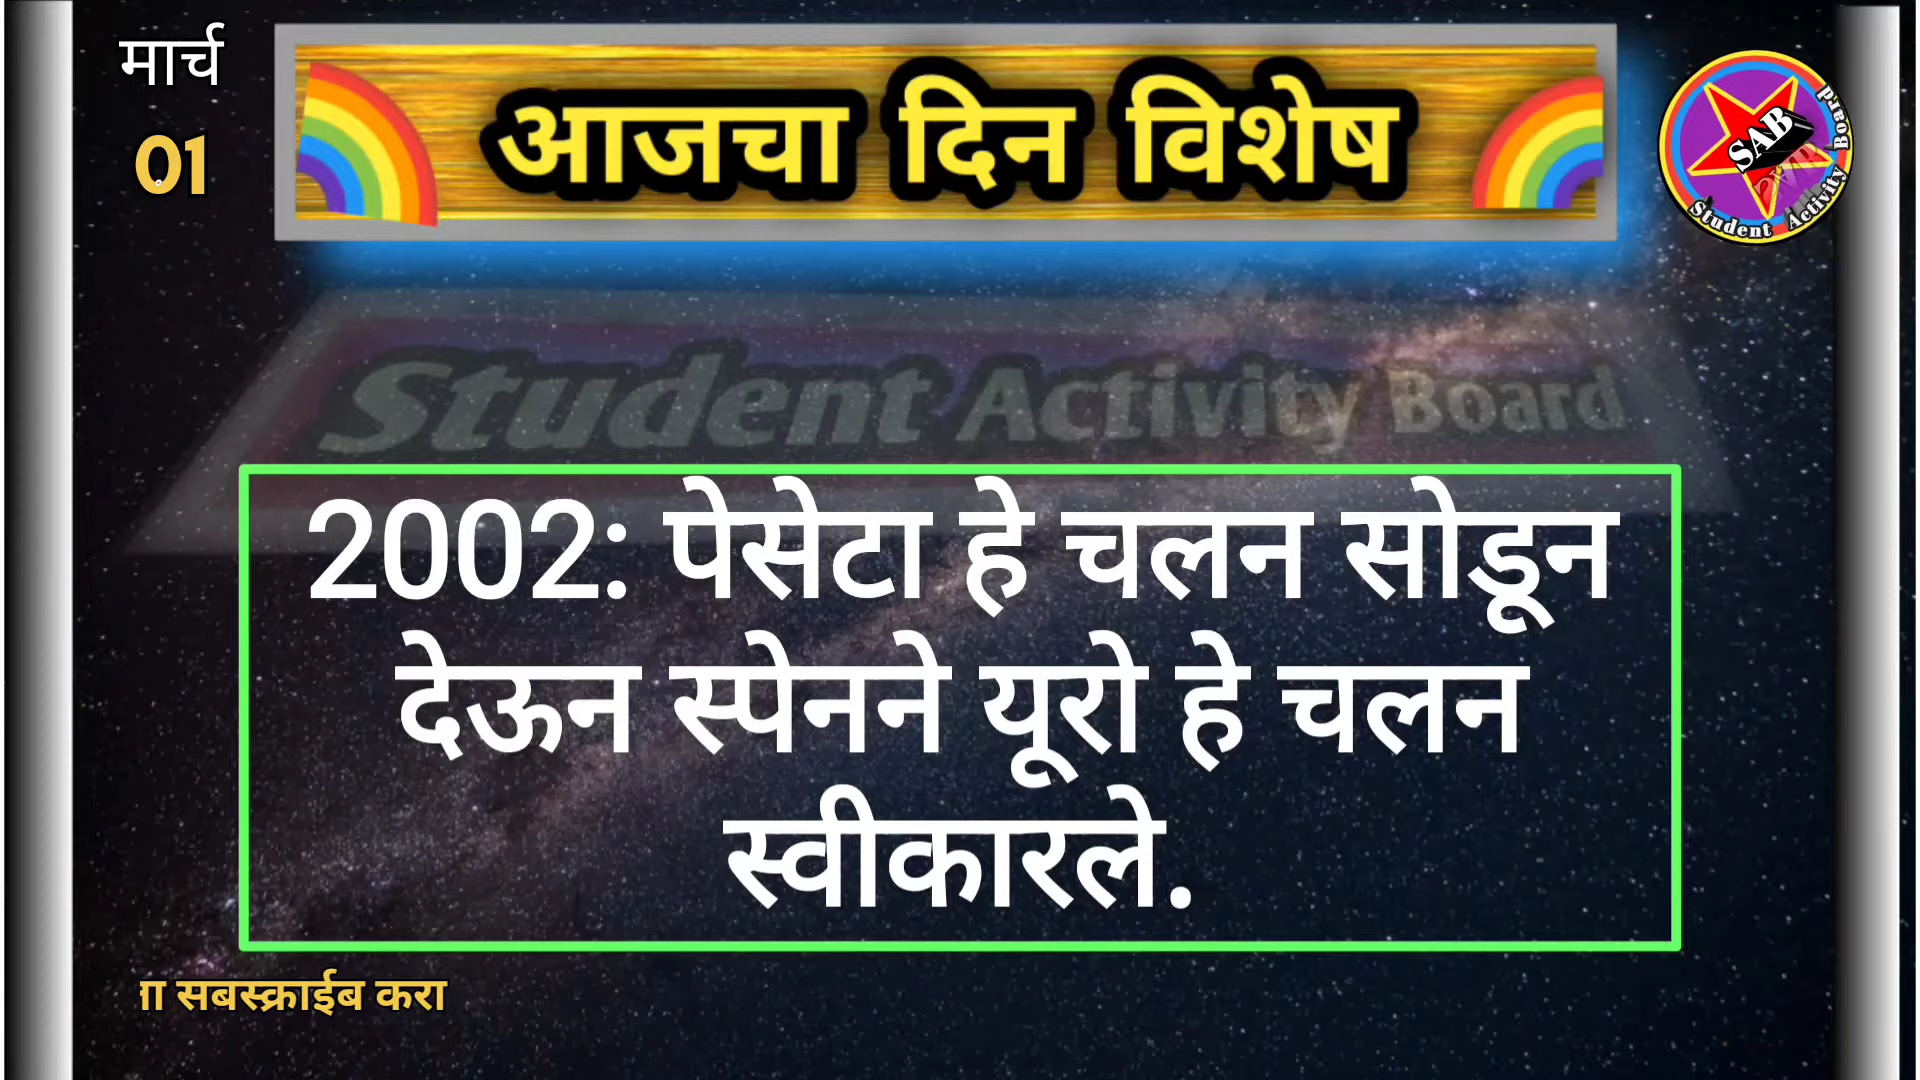 मार्च
01
आजचा दिन विशेष
SAB
Student Activity Board
Student Activity Board
2002: पेसेटा हे चलन सोडून
देऊन स्पेनने यूरो हे चलन
स्वीकारले.
ा सबस्क्राईब करा